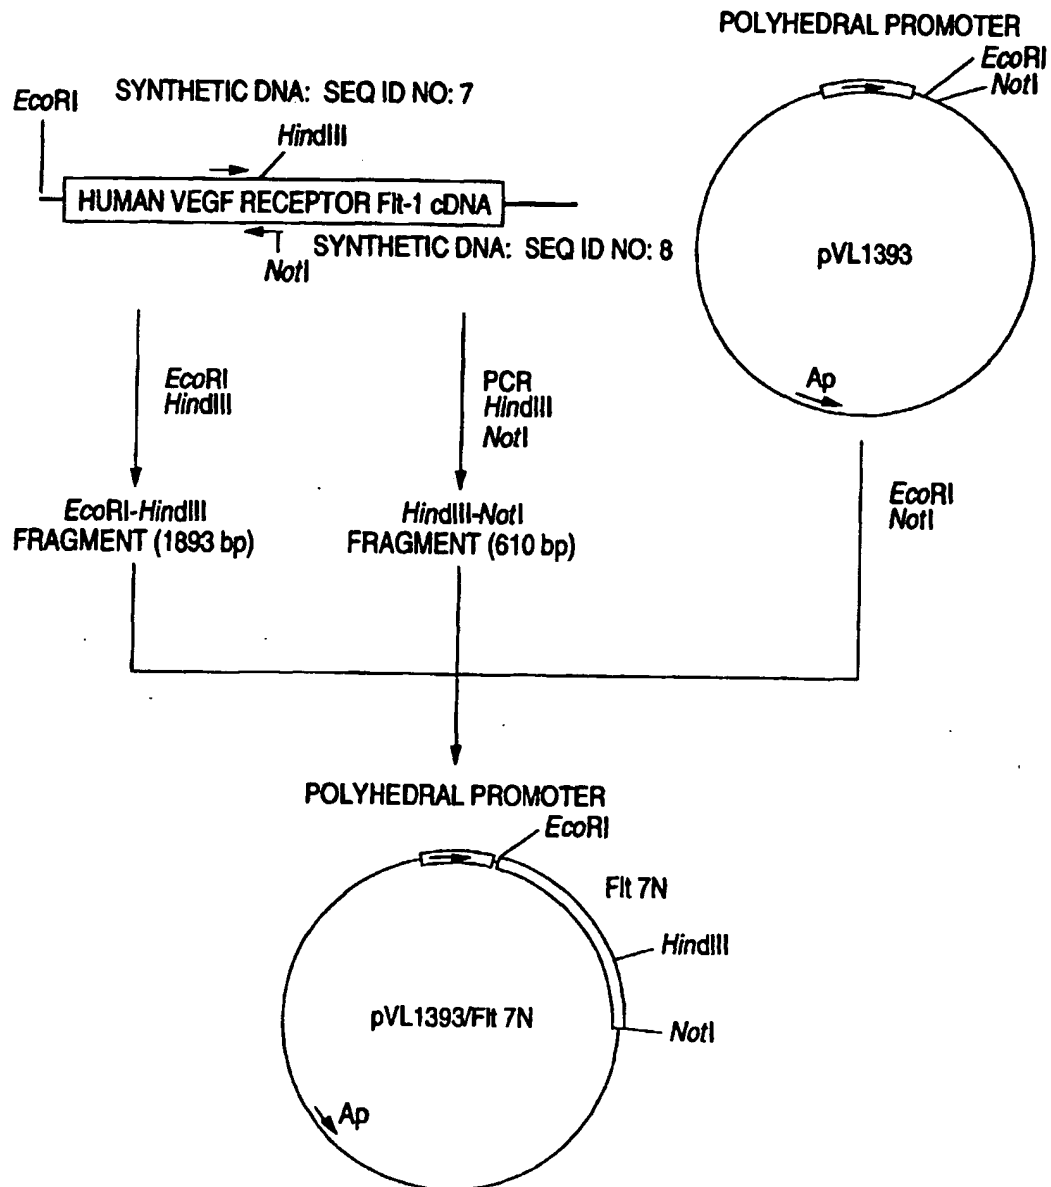 POLYHEDRAL PROMOTER
EcoRI
NotI
EcoRI
SYNTHETIC DNA: SEQ ID NO: 7
HindIII
HUMAN VEGF RECEPTOR Flt-1 cDNA
SYNTHETIC DNA: SEQ ID NO: 8
NotI
pVL1393
Ap
EcoRI
HindIII
PCR
HindIII
NotI
EcoRI
NotI
EcoRI-HindIII
FRAGMENT (1893 bp)
HindIII-NotI
FRAGMENT (610 bp)
POLYHEDRAL PROMOTER
EcoRI
Flt 7N
HindIII
pVL1393/Flt 7N
NotI
Ap